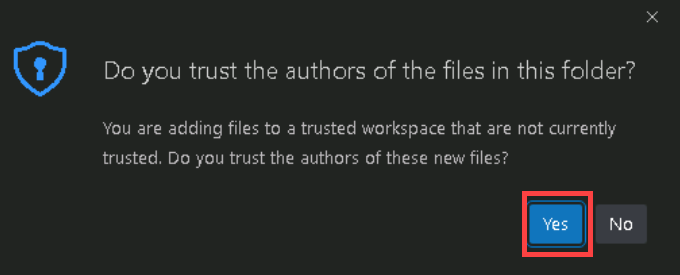 Do you trust the authors of the files in this folder?
You are adding files to a trusted workspace that are not currently
trusted. Do you trust the authors of these new files?
Yes No